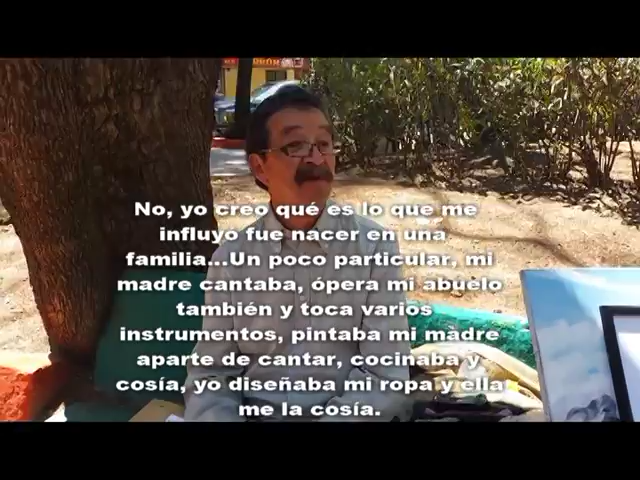 No, yo creo qué es lo que me
influyo fue nacer en una
familia...Un poco particular, mi
madre cantaba, ópera mi abuelo
también y toca varios
instrumentos, pintaba mi madre
aparte de cantar, cocinaba y
cosía, yo diseñaba mi ropa y ella
me la cosía.